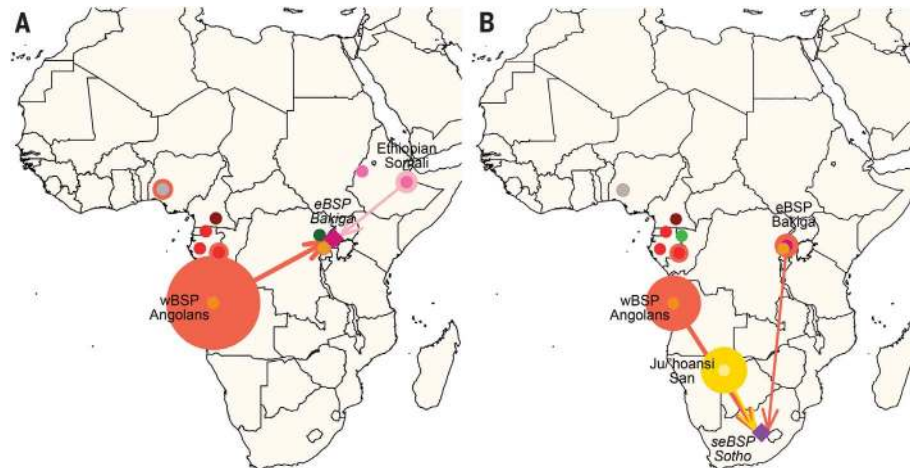 A
Ethiopian
Somali
eBSP
Bakiga
wBSP
Angolans
B
eBSP
Bakiga
wBSP
Angolans
Ju/'hoansi
San
seBSP
Sotho